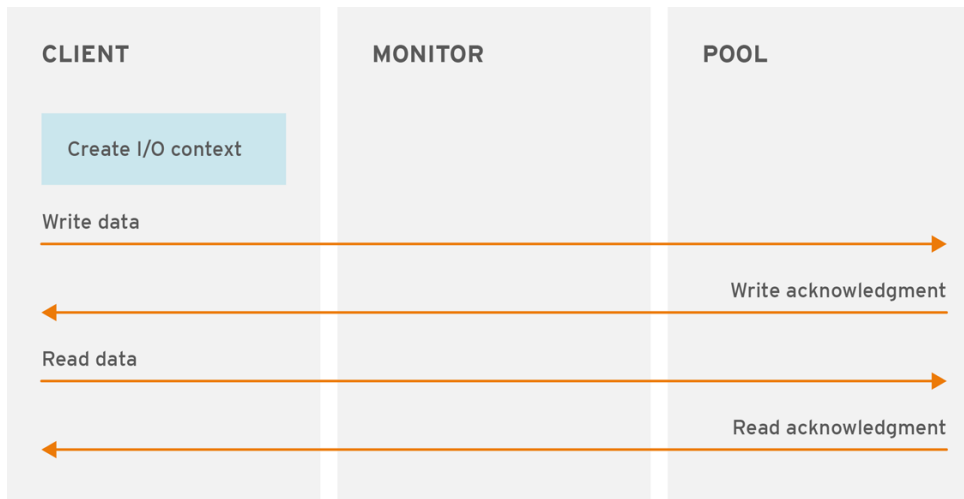 CLIENT
MONITOR
POOL
Create I/O context
Write data
Write acknowledgment
Read data
Read acknowledgment